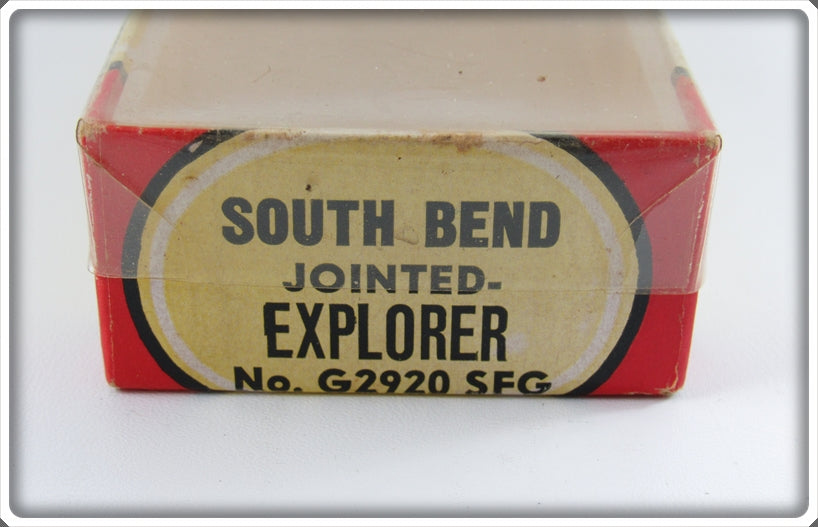 SOUTH BEND
JOINTED-
EXPLORER
No. G2920 SFG